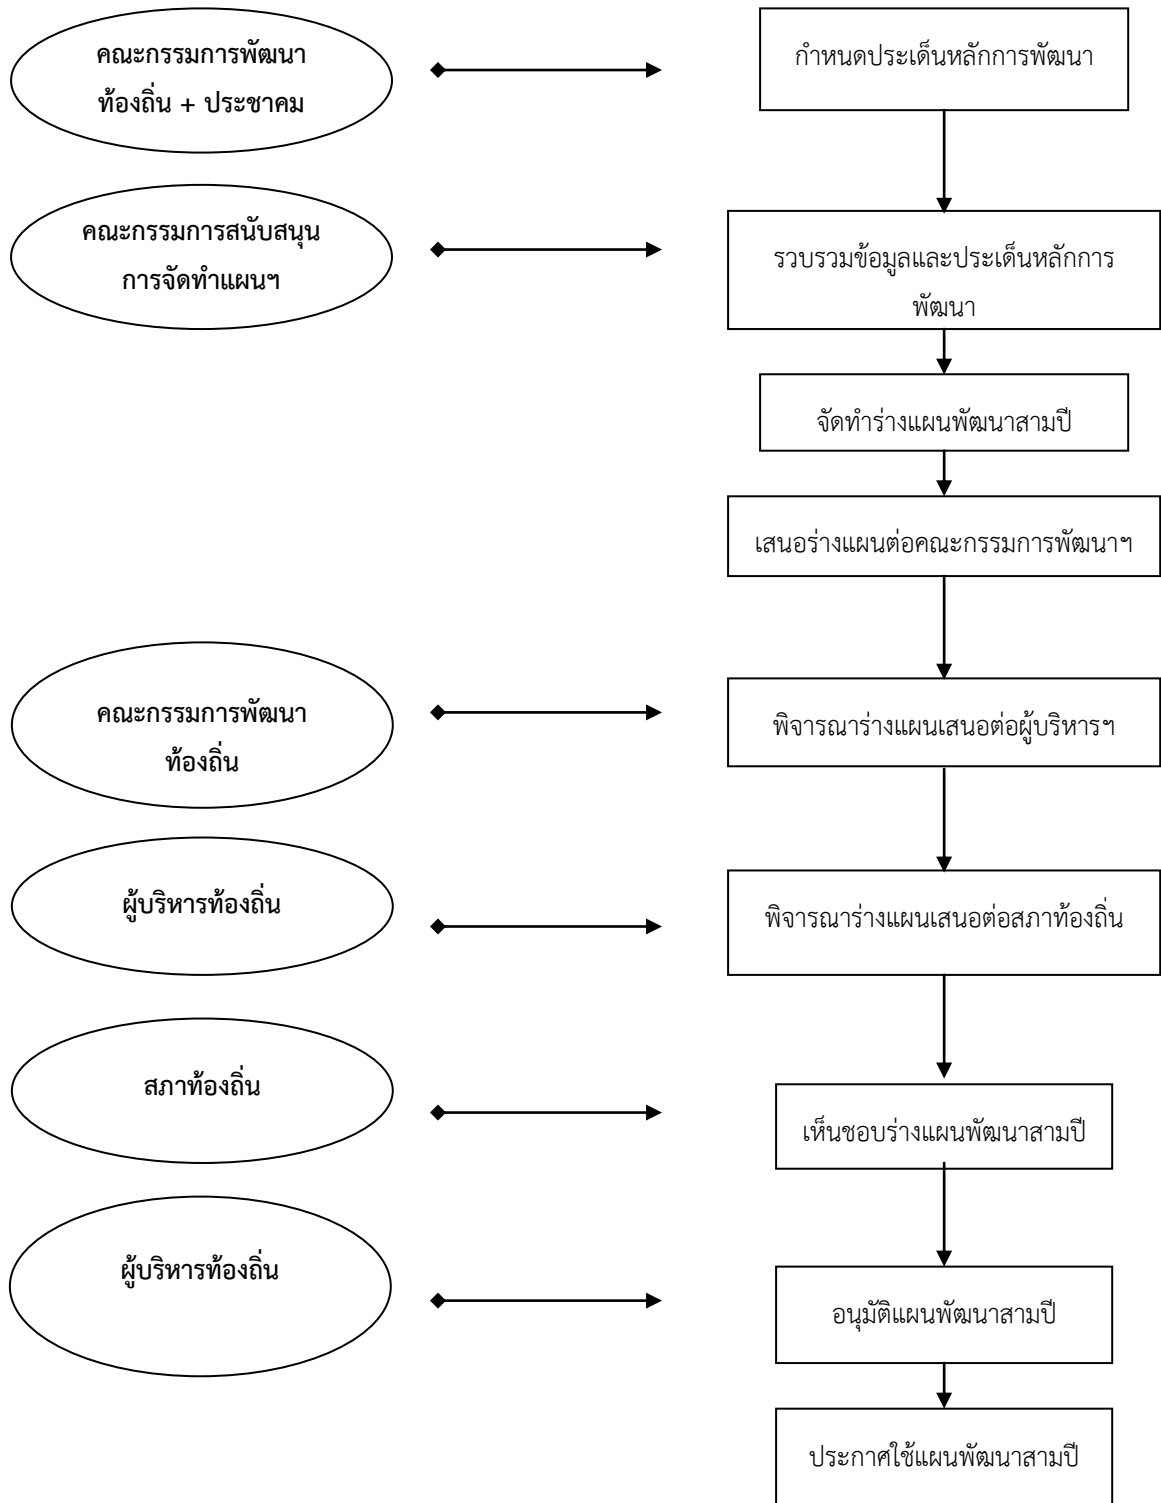 คณะกรรมการพัฒนา
ท้องถิ่น + ประชาคม
กำหนดประเด็นหลักการพัฒนา
คณะกรรมการสนับสนุน
การจัดทำแผนฯ
รวบรวมข้อมูลและประเด็นหลักการ
พัฒนา
จัดทำร่างแผนพัฒนาสามปี
เสนอร่างแผนต่อคณะกรรมการพัฒนาฯ
คณะกรรมการพัฒนา
ท้องถิ่น
พิจารณาร่างแผนเสนอต่อผู้บริหารฯ
ผู้บริหารท้องถิ่น
พิจารณาร่างแผนเสนอต่อสภาท้องถิ่น
สภาท้องถิ่น
เห็นชอบร่างแผนพัฒนาสามปี
ผู้บริหารท้องถิ่น
อนุมัติแผนพัฒนาสามปี
ประกาศใช้แผนพัฒนาสามปี